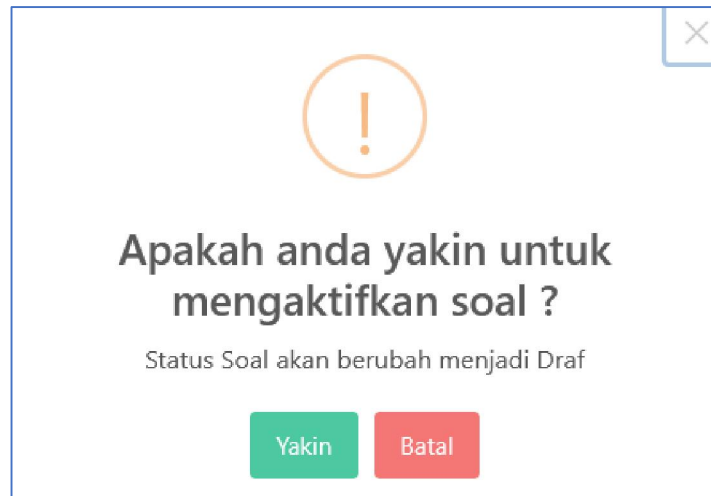 Apakah anda yakin untuk
mengaktifkan soal ?
Status Soal akan berubah menjadi Draf
Yakin
Batal